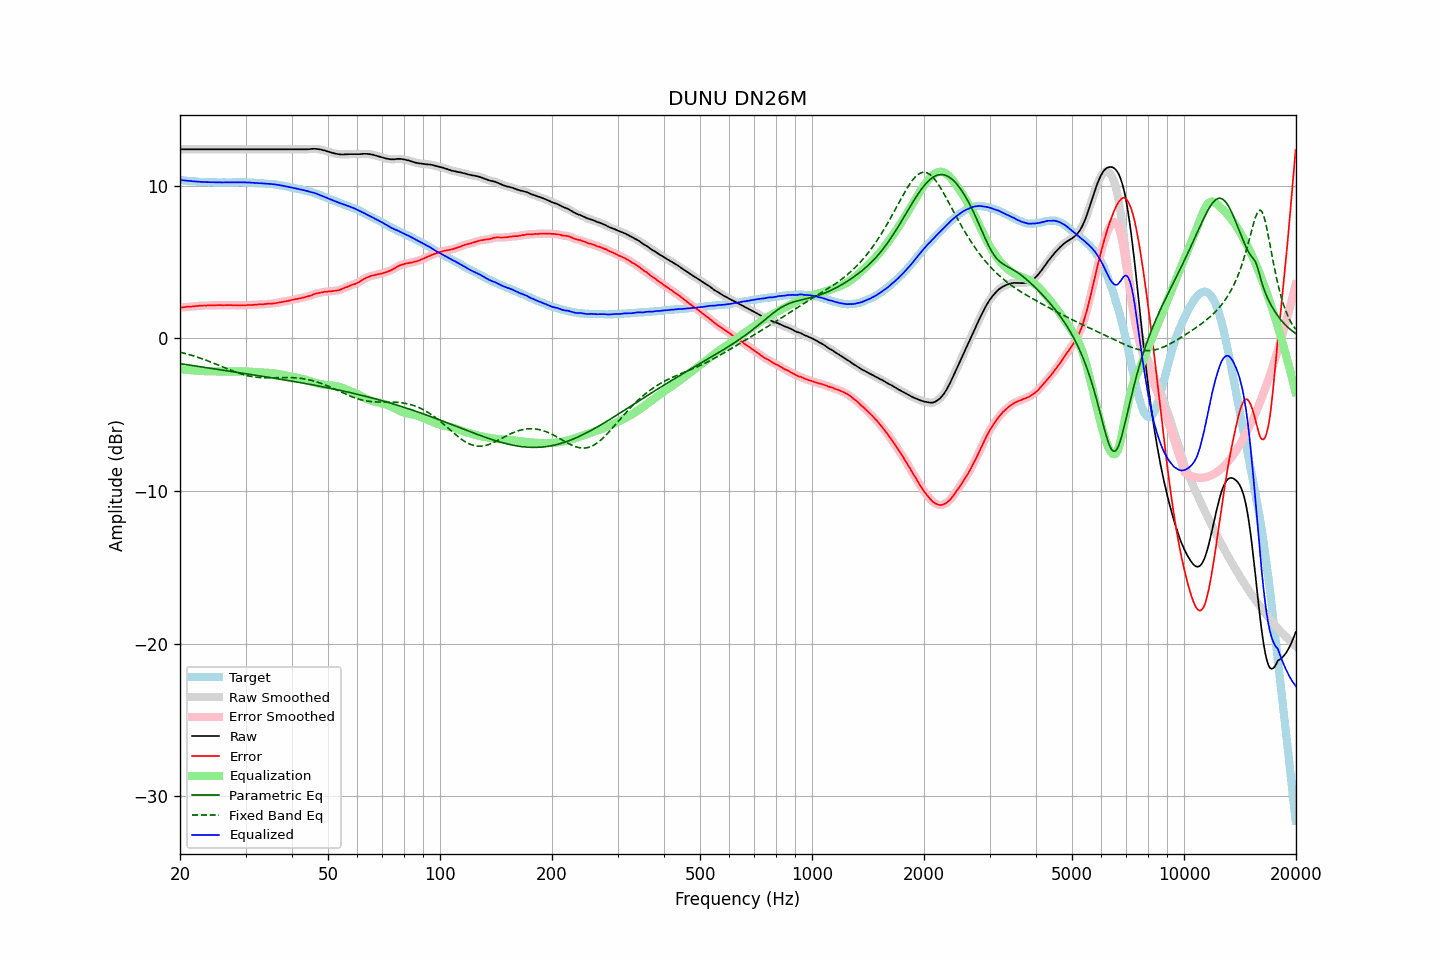 DUNU DN26M
Amplitude (dBr)
10
0
−10
−20
−30
Target
Raw Smoothed
Error Smoothed
Raw
Error
Equalization
Parametric Eq
Fixed Band Eq
Equalized
20 50 100 200 500 1000 2000 5000 10000 20000
Frequency (Hz)